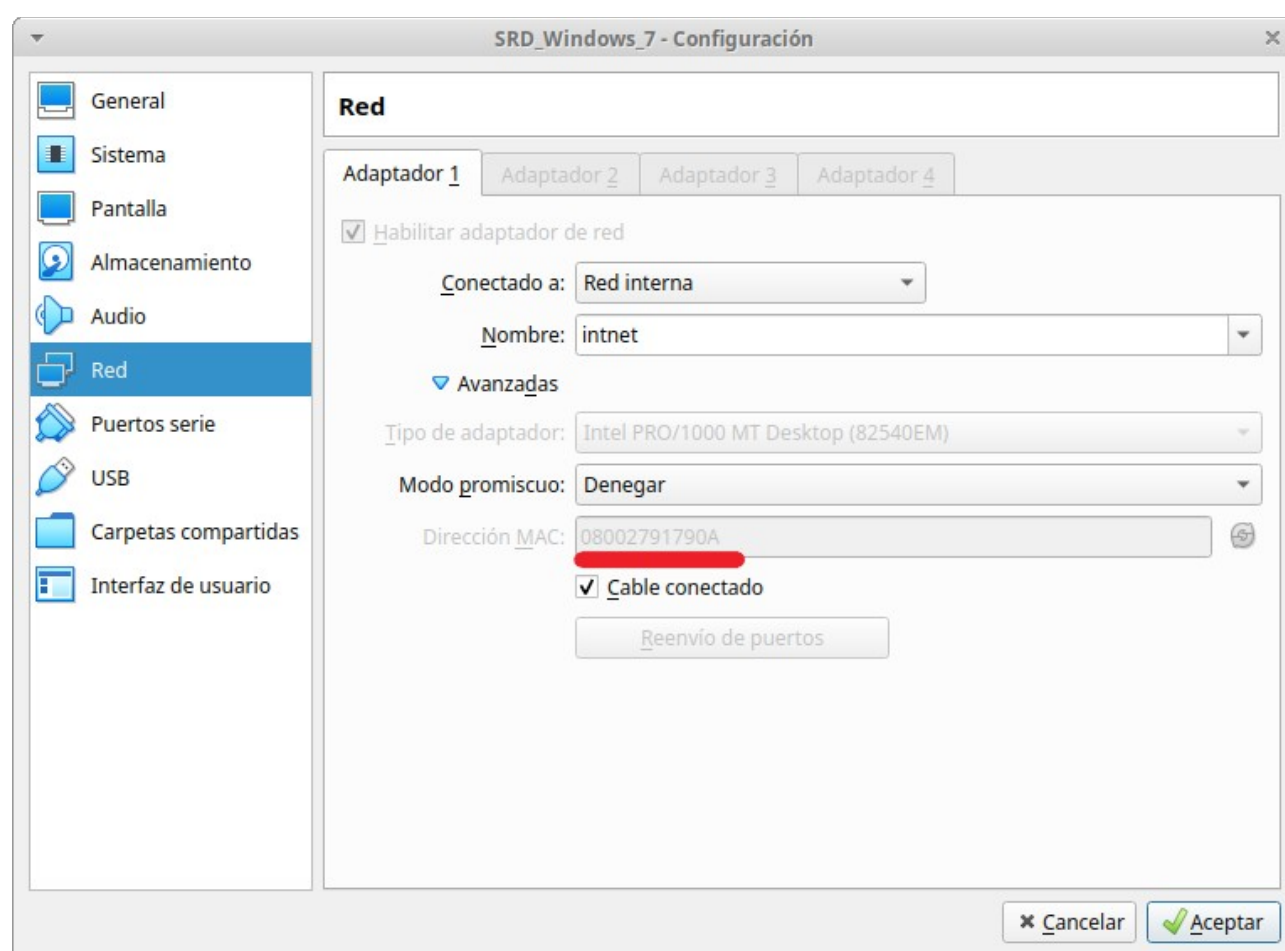 SRD_Windows_7 - Configuración
General
Sistema
Pantalla
Almacenamiento
Audio
Red
Puertos serie
USB
Carpetas compartidas
Interfaz de usuario
Red
Adaptador 1 Adaptador 2 Adaptador 3 Adaptador 4
Habilitar adaptador de red
Conectado a: Red interna
Nombre: intnet
Avanzadas
Tipo de adaptador: Intel PRO/1000 MT Desktop (82540EM)
Modo promiscuo: Denegar
Dirección MAC: 08002791790A
Cable conectado
Reenvío de puertos
Cancelar Aceptar